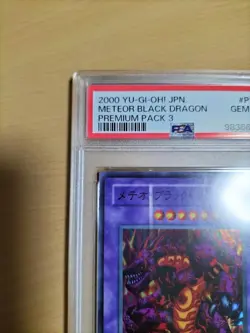 2000 YU-GI-OH! JPN. #P
METEOR BLACK DRAGON GEM
PREMIUM PACK 3
PSA
メテオ・ブラック